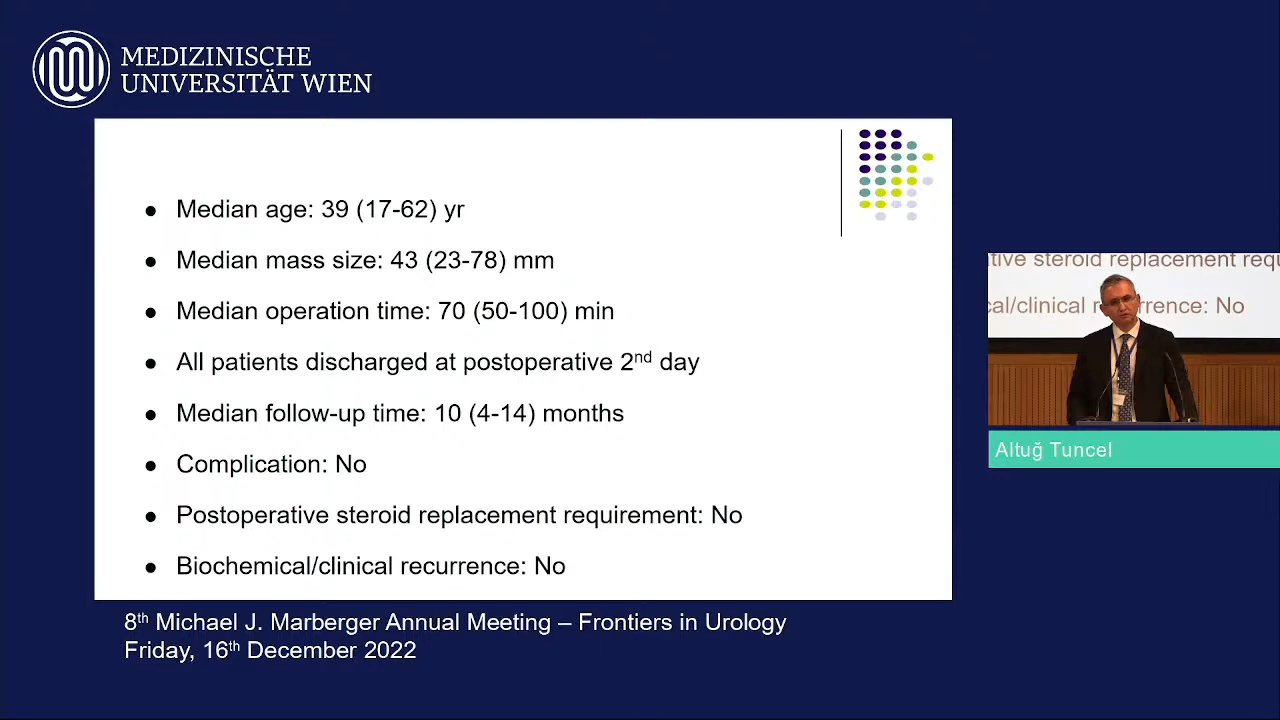 MEDIZINISCHE
UNIVERSITÄT WIEN
● Median age: 39 (17-62) yr
● Median mass size: 43 (23-78) mm
● Median operation time: 70 (50-100) min
● All patients discharged at postoperative 2nd day
● Median follow-up time: 10 (4-14) months
● Complication: No
● Postoperative steroid replacement requirement: No
● Biochemical/clinical recurrence: No
tive steroid replacement requ
cal/clinical rrence: No
Altuğ Tuncel
8th Michael J. Marberger Annual Meeting – Frontiers in Urology
Friday, 16th December 2022